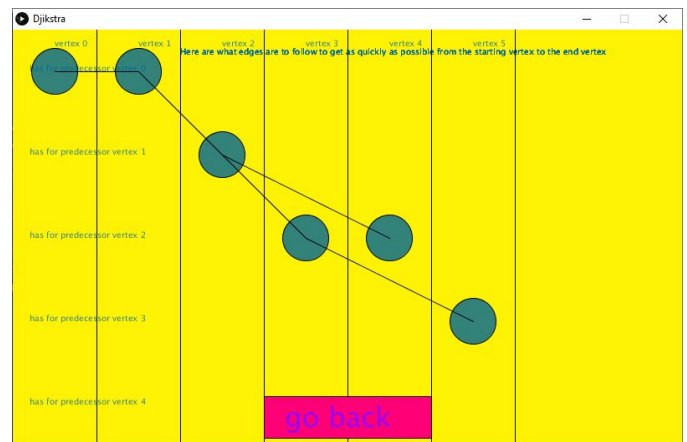 Djikstra
vertex 0 vertex 1 vertex 2 vertex 3 vertex 4 vertex 5
Here are what edges are to follow to get as quickly as possible from the starting vertex to the end vertex
has for predecessor vertex 0
has for predecessor vertex 1
has for predecessor vertex 2
has for predecessor vertex 3
has for predecessor vertex 4
go back